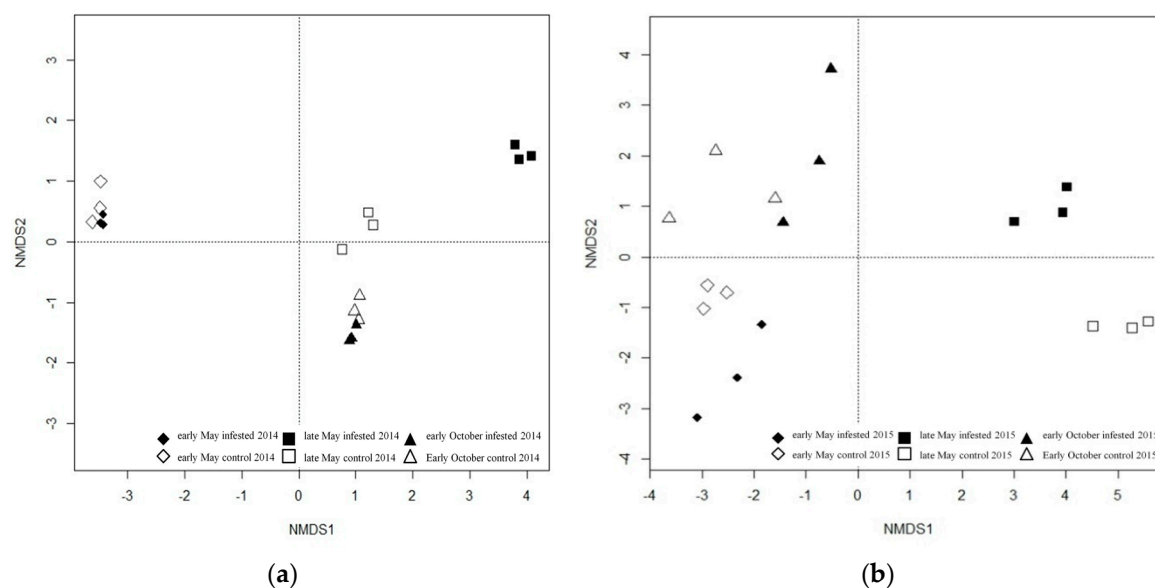 3
2
1
0
-1
-2
-3
NMDS2
early May infested 2014
late May infested 2014
early October infested 2014
early May control 2014
late May control 2014
Early October control 2014
-3
-2
-1
0
1
2
3
4
NMDS1
(a)
4
3
2
1
0
-1
-2
-3
-4
NMDS2
early May infested 2015
late May infested 2015
early October infested 2015
early May control 2015
late May control 2015
Early October control 2015
-4
-3
-2
-1
0
1
2
3
4
5
NMDS1
(b)